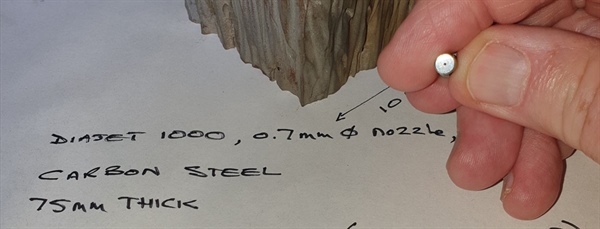 10
DIAJET 1000, 0.7mm ϕ nozzle,
CARBON STEEL
75mm THICK